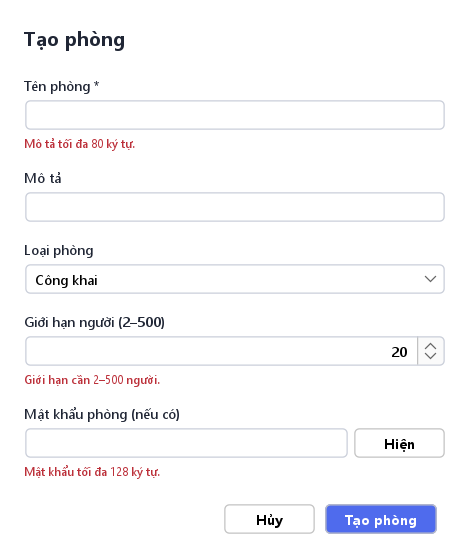 Tạo phòng
Tên phòng *
Mô tả tối đa 80 ký tự.
Mô tả
Loại phòng
Công khai
Giới hạn người (2–500)
20
Giới hạn cần 2–500 người.
Mật khẩu phòng (nếu có)
Hiện
Mật khẩu tối đa 128 ký tự.
Hủy
Tạo phòng